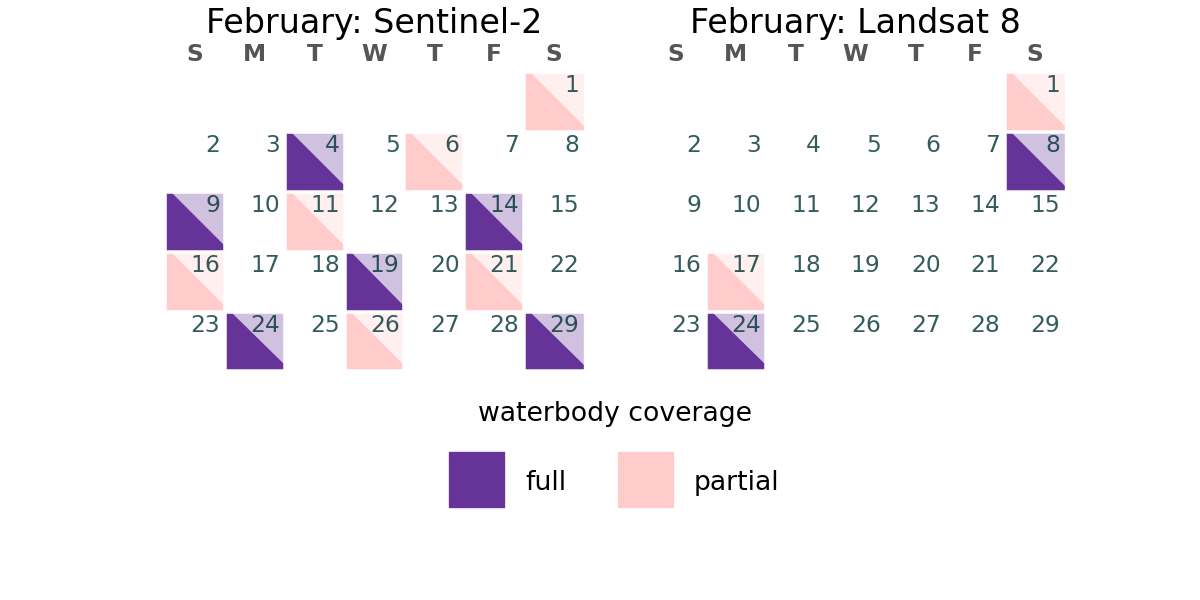 February: Sentinel-2
S M T W T F S
1
2 3 4 5 6 7 8
9 10 11 12 13 14 15
16 17 18 19 20 21 22
23 24 25 26 27 28 29
February: Landsat 8
S M T W T F S
1
2 3 4 5 6 7 8
9 10 11 12 13 14 15
16 17 18 19 20 21 22
23 24 25 26 27 28 29
waterbody coverage
full partial